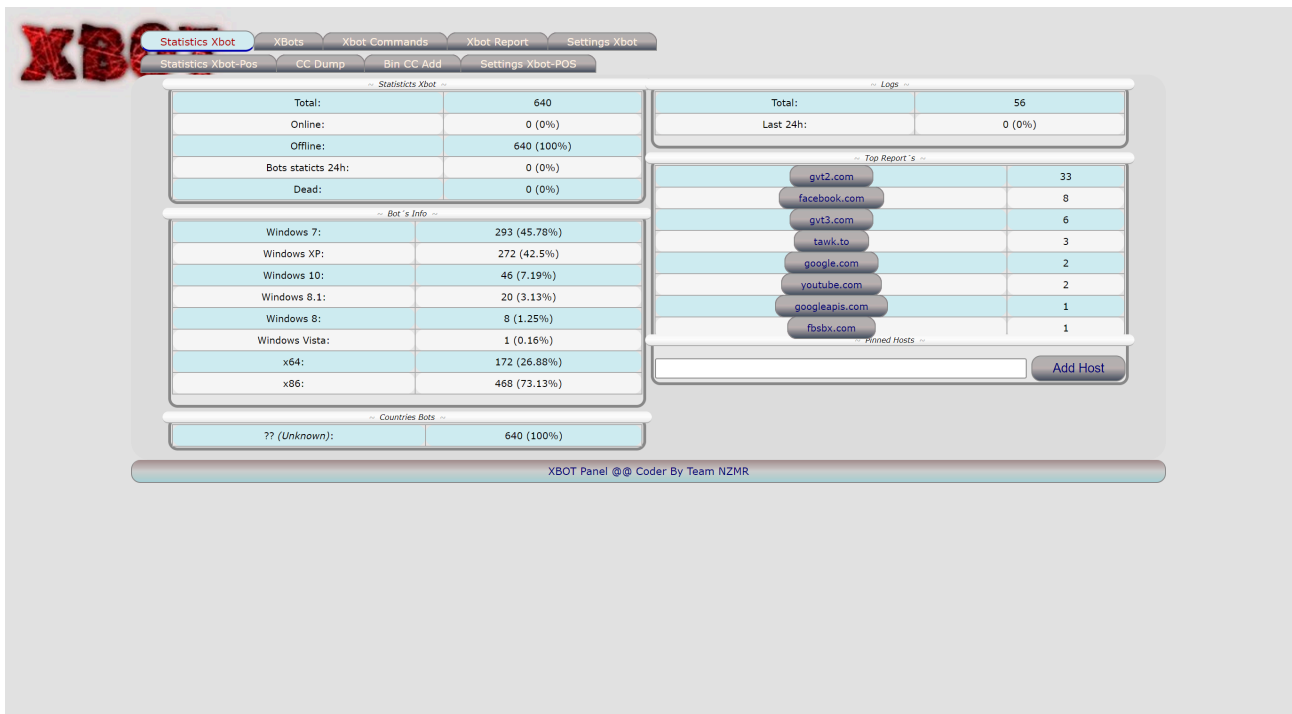 XBOT
Statistics Xbot XBots Xbot Commands Xbot Report Settings Xbot
Statistics Xbot-Pos CC Dump Bin CC Add Settings Xbot-POS
~ Statisticts Xbot ~
Total: 640
Online: 0 (0%)
Offline: 640 (100%)
Bots staticts 24h: 0 (0%)
Dead: 0 (0%)
~ Bot´s Info ~
Windows 7: 293 (45.78%)
Windows XP: 272 (42.5%)
Windows 10: 46 (7.19%)
Windows 8.1: 20 (3.13%)
Windows 8: 8 (1.25%)
Windows Vista: 1 (0.16%)
x64: 172 (26.88%)
x86: 468 (73.13%)
~ Countries Bots ~
?? (Unknown): 640 (100%)
~ Logs ~
Total: 56
Last 24h: 0 (0%)
~ Top Report´s ~
gvt2.com 33
facebook.com 8
gvt3.com 6
tawk.to 3
google.com 2
youtube.com 2
googleapis.com 1
fbsbx.com 1
~ Pinned Hosts ~
Add Host
XBOT Panel @@ Coder By Team NZMR